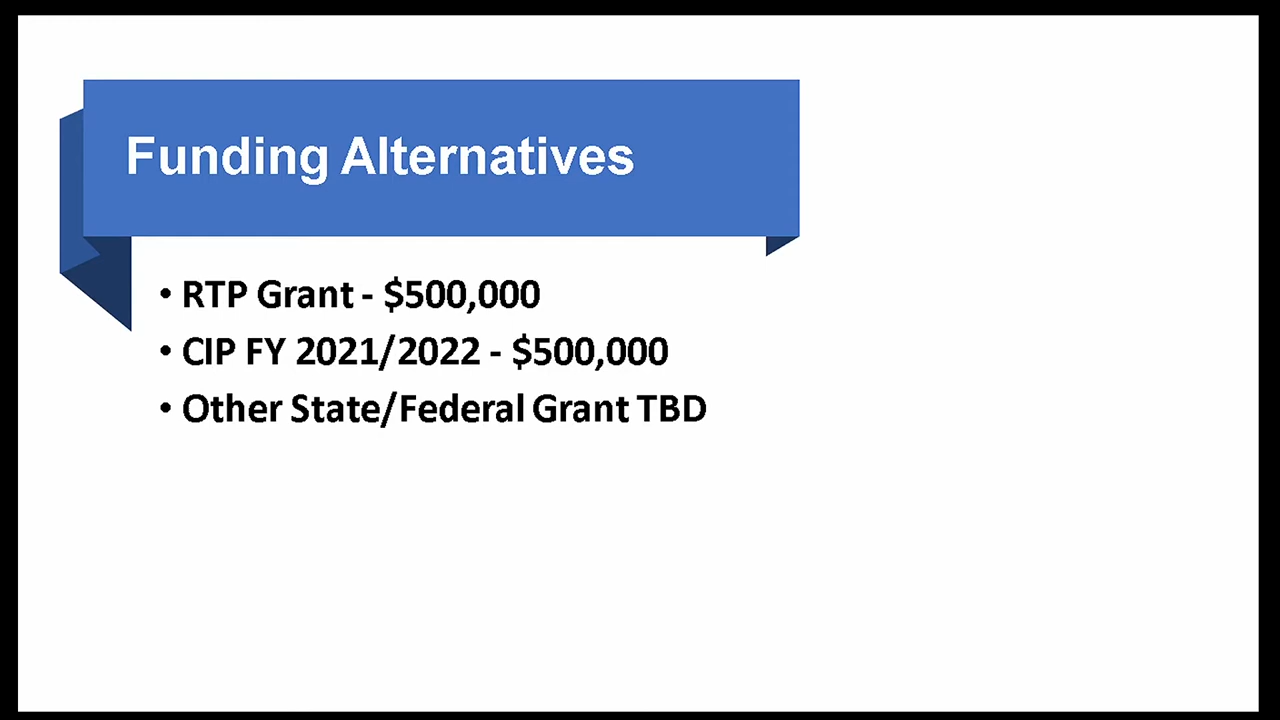 Funding Alternatives
• RTP Grant - $500,000
• CIP FY 2021/2022 - $500,000
• Other State/Federal Grant TBD